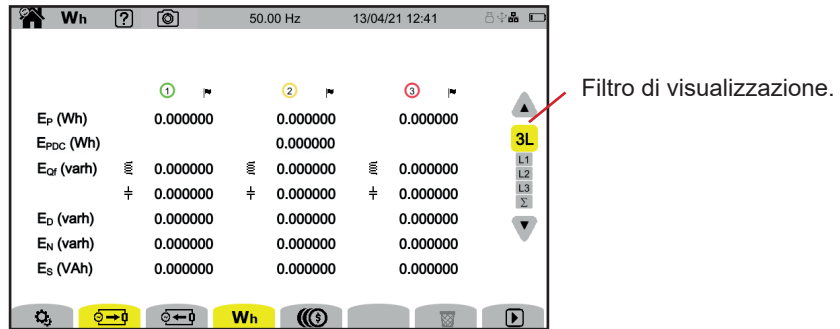 Wh ? 50.00 Hz 13/04/21 12:41
1 2 3
Filtro di visualizzazione.
EP (Wh) 0.000000 0.000000 0.000000
EPDC (Wh) 0.000000
3L
L1
L2
L3
Σ
EQf (varh) 0.000000 0.000000 0.000000
0.000000 0.000000 0.000000
ED (varh) 0.000000 0.000000 0.000000
EN (varh) 0.000000 0.000000 0.000000
ES (VAh) 0.000000 0.000000 0.000000
Wh $